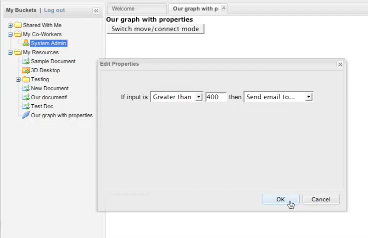 My Buckets | Log out
Shared With Me
My Co-Workers
System Admin
My Resources
Sample Document
3D Desktop
Testing
New Document
Our document!
Test Doc
Our graph with properties
Welcome
Our graph with p
Our graph with properties
Switch move/connect mode
Edit Properties
If input is Greater than 400 then Send email to...
OK Cancel